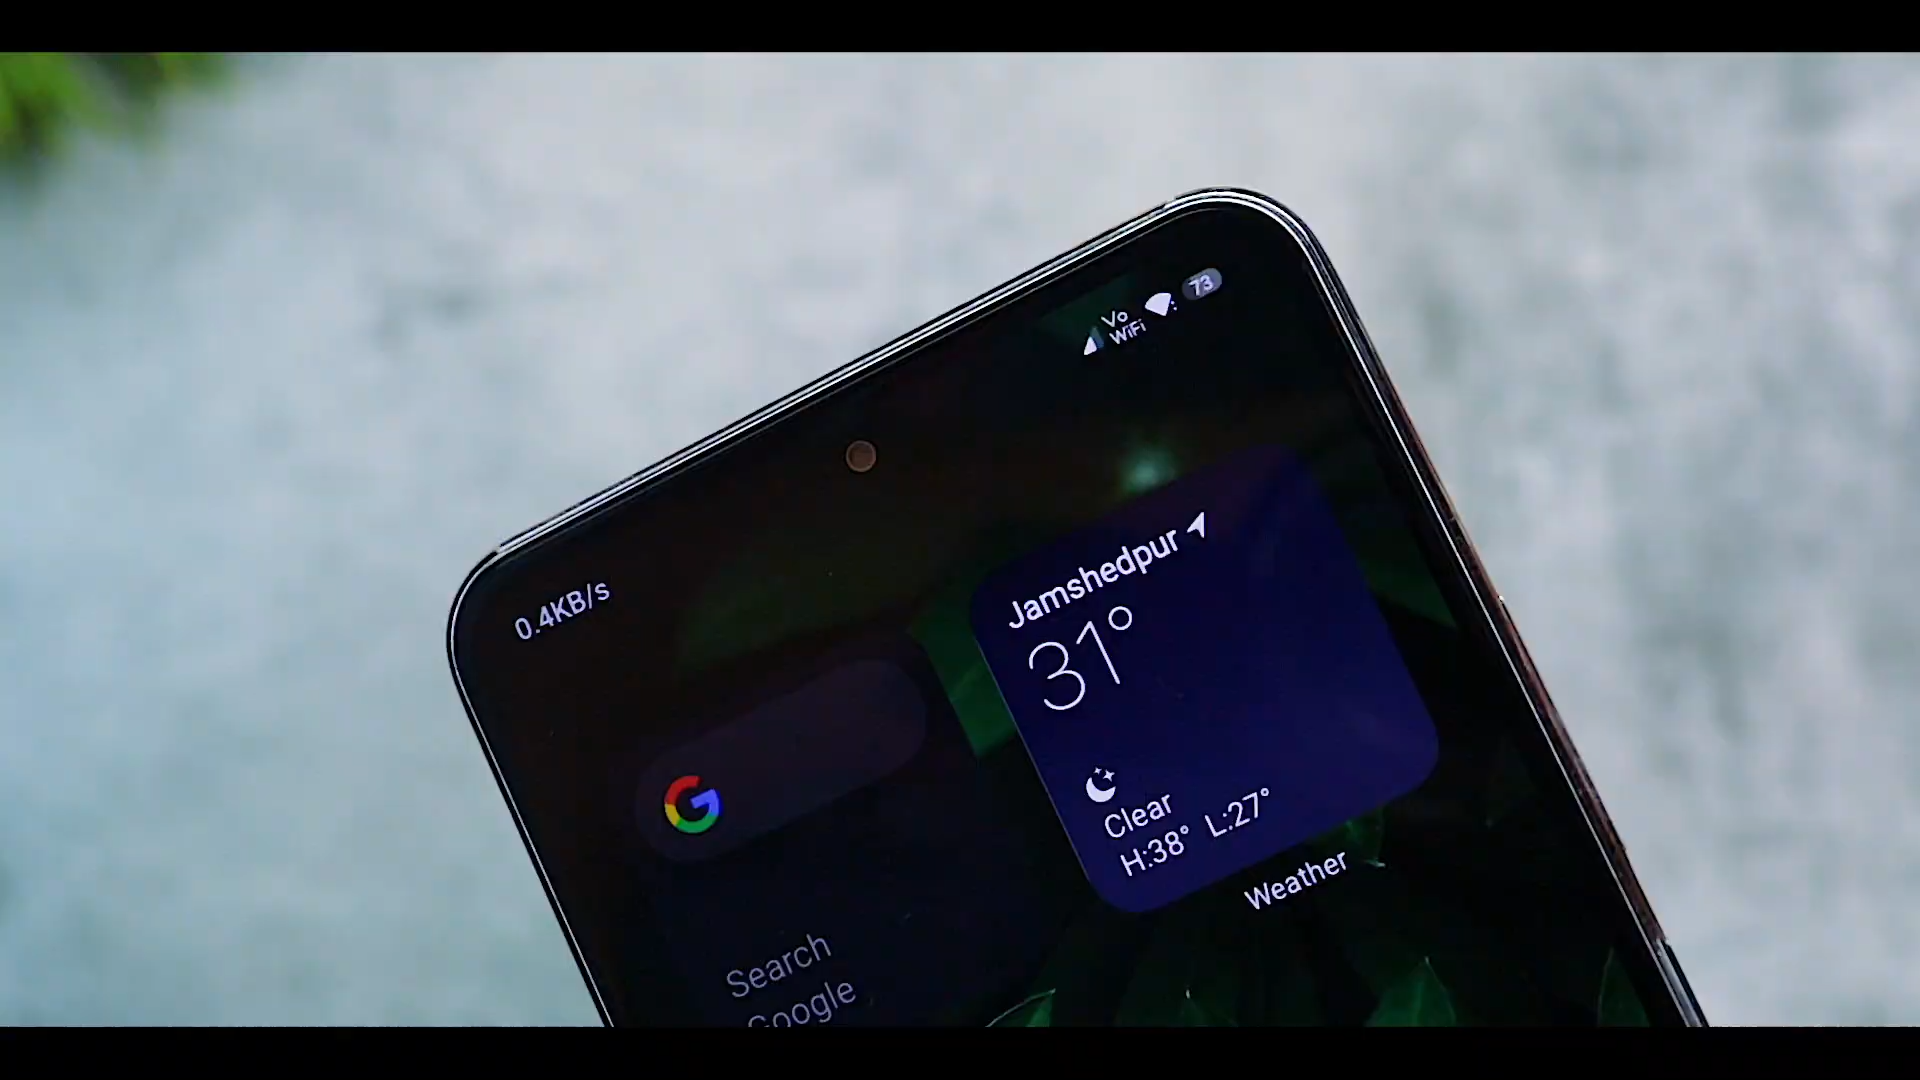 0.4KB/s
Vo
WiFi
73
Jamshedpur
31°
Clear
H:38° L:27°
Weather
G
Search
Google